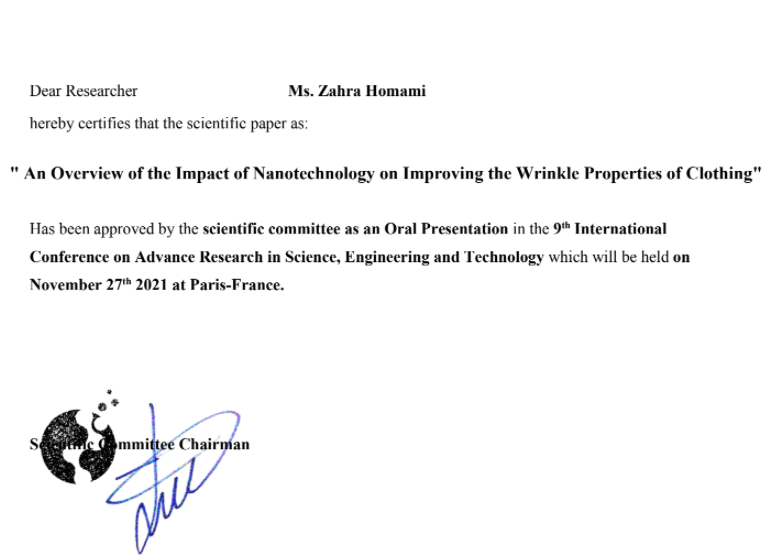 Dear Researcher Ms. Zahra Homami
hereby certifies that the scientific paper as:
" An Overview of the Impact of Nanotechnology on Improving the Wrinkle Properties of Clothing"
Has been approved by the scientific committee as an Oral Presentation in the 9th International
Conference on Advance Research in Science, Engineering and Technology which will be held on
November 27th 2021 at Paris-France.
Scientific Committee Chairman